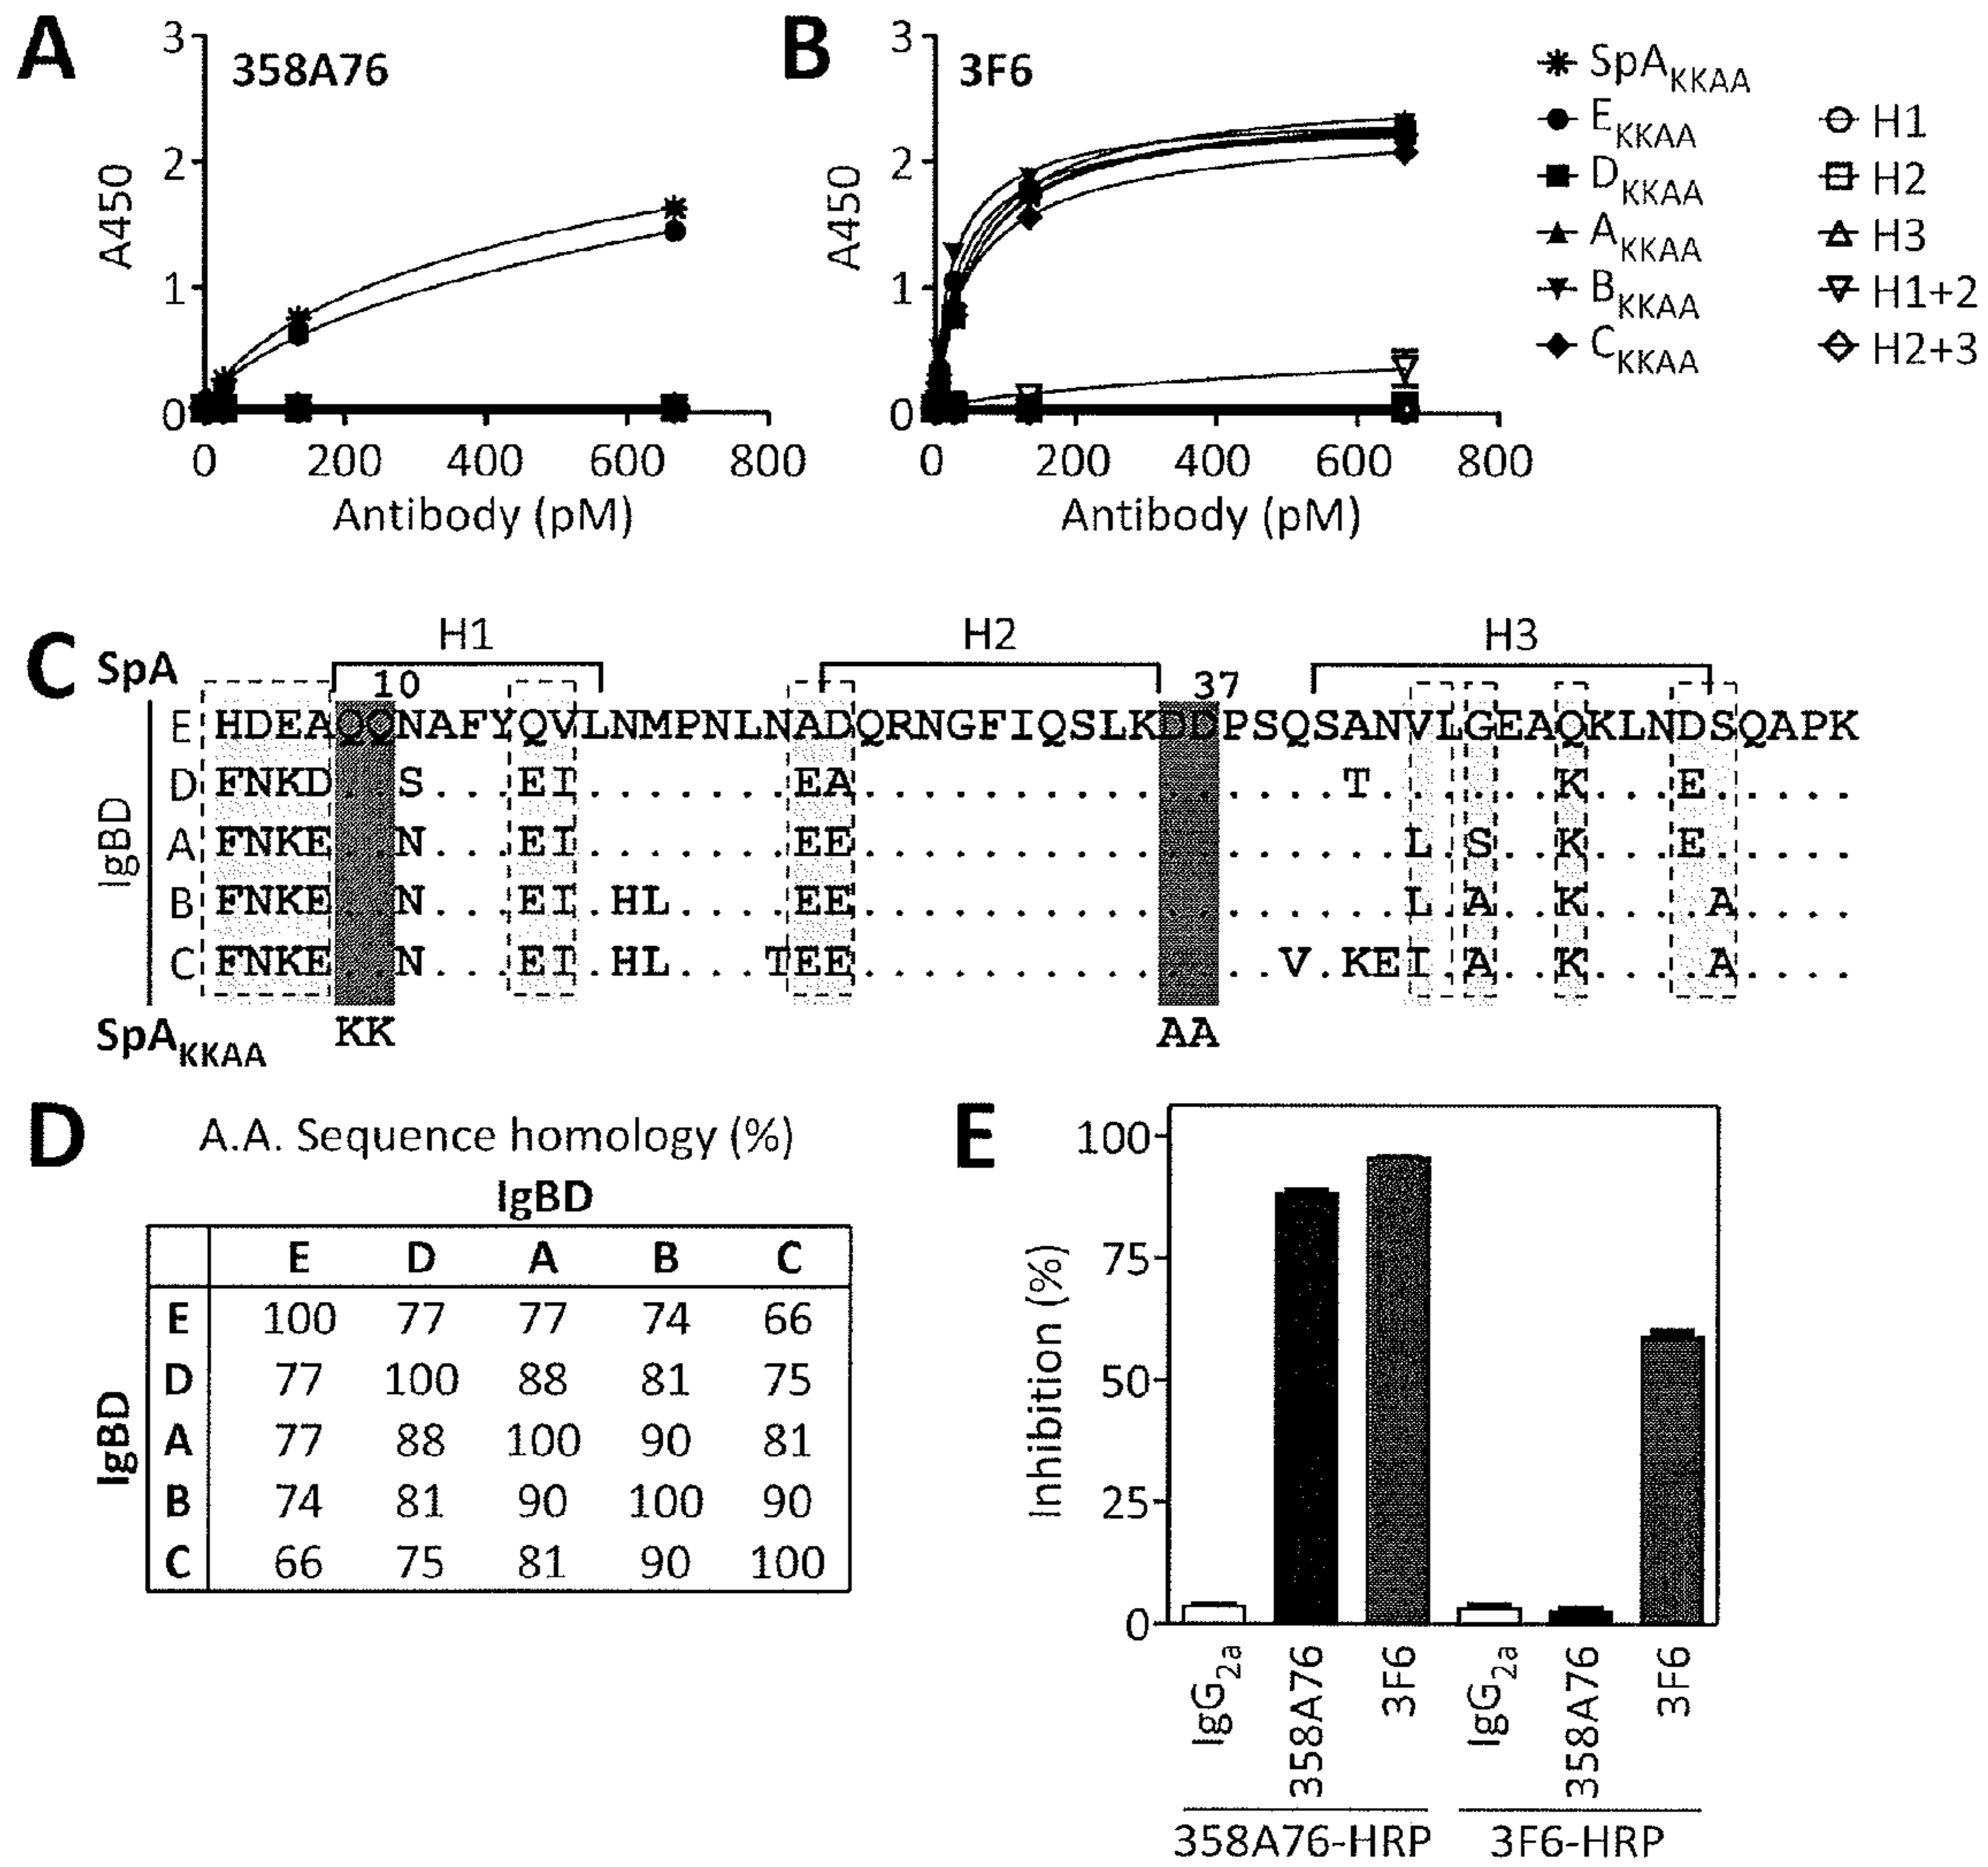 A
358A76
A450
3
2
1
0
0 200 400 600 800
Antibody (pM)
B
3F6
A450
3
2
1
0
0 200 400 600 800
Antibody (pM)
SpA KKAA
E KKAA
D KKAA
A KKAA
B KKAA
C KKAA
H1
H2
H3
H1+2
H2+3
C
H1 H2 H3
SpA 10 37
IgBD
E HDEAQQNAFYQVLNMPNLNADQRNGFIQSLKDDPSQSANVLGEAQKLNDSQAPK
D FNKD..S...EI.......EA................T......K...E.....
A FNKE..N...EI.......EE..................L.S..K...E.....
B FNKE..N...EI.HL....EE..................L.A..K....A....
C FNKE..N...EI.HL...TEE..............V.KEI.A..K....A....
SpA KKAA KK AA
D
A.A. Sequence homology (%)
IgBD
IgBD
E D A B C
E 100 77 77 74 66
D 77 100 88 81 75
A 77 88 100 90 81
B 74 81 90 100 90
C 66 75 81 90 100
E
Inhibition (%)
100
75
50
25
0
IgG2a 358A76 3F6 IgG2a 358A76 3F6
358A76-HRP 3F6-HRP